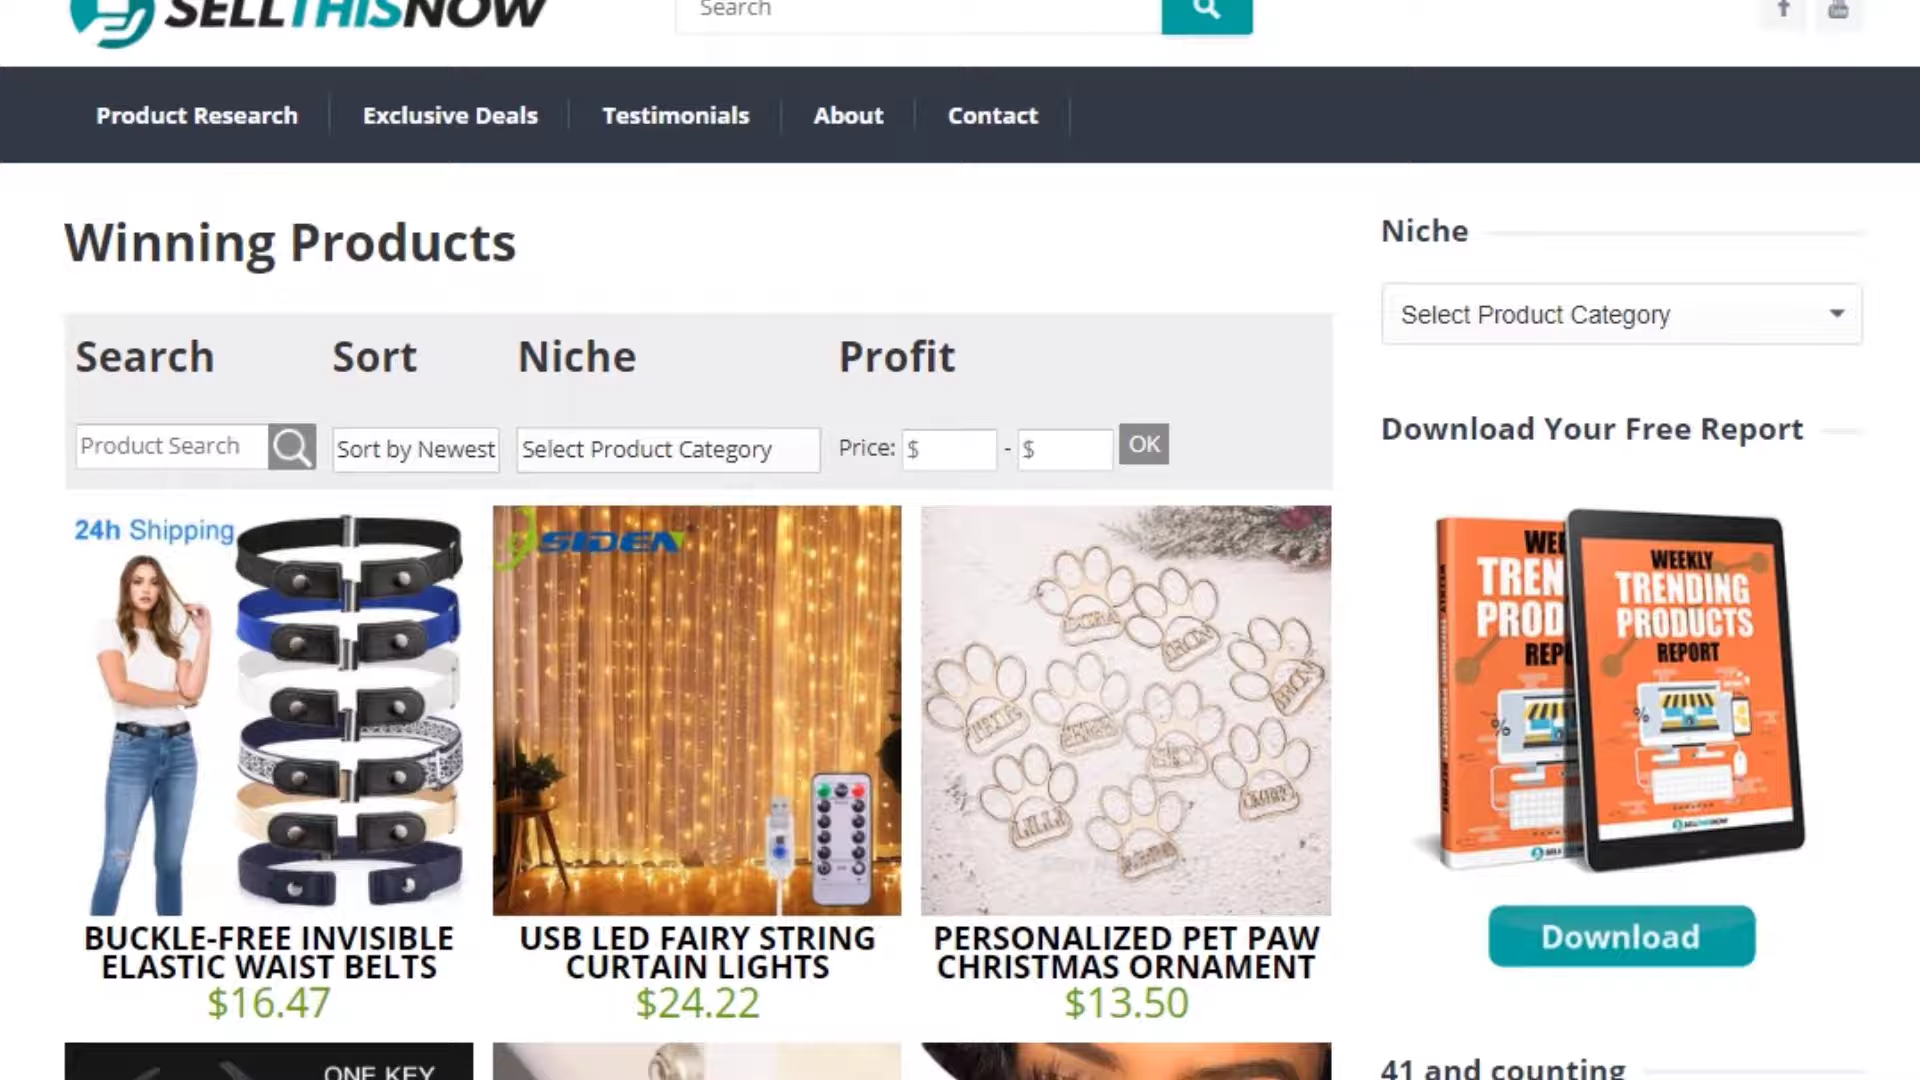 SELLTHISNOW
Search
Product Research
Exclusive Deals
Testimonials
About
Contact
Winning Products
Search
Sort
Niche
Profit
Product Search
Sort by Newest
Select Product Category
Price: $ - $ OK
24h Shipping
SIDEN
BUCKLE-FREE INVISIBLE
ELASTIC WAIST BELTS
$16.47
USB LED FAIRY STRING
CURTAIN LIGHTS
$24.22
PERSONALIZED PET PAW
CHRISTMAS ORNAMENT
$13.50
ONE KEY
Niche
Select Product Category
Download Your Free Report
WEEKLY
TRENDING
PRODUCTS
REPORT
SELLTHISNOW
Download
41 and counting